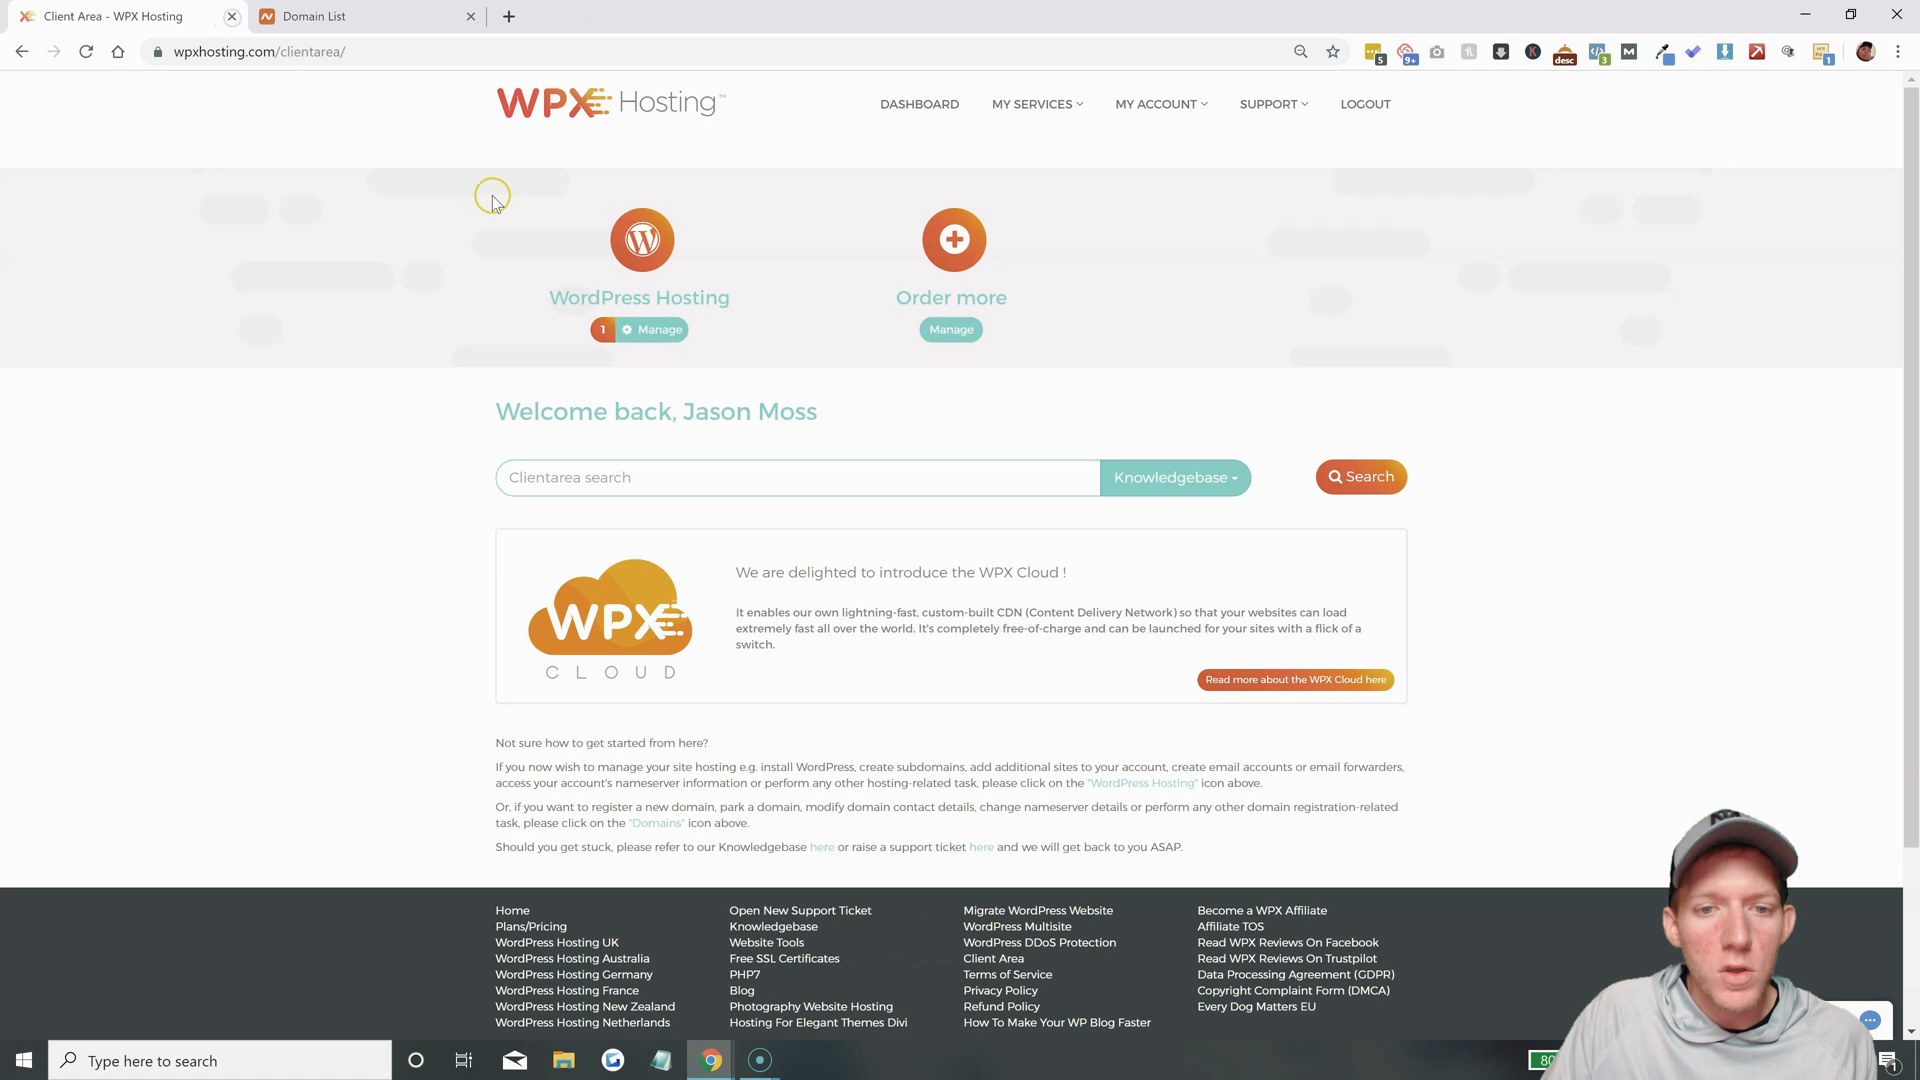 Client Area - WPX Hosting
Domain List
wpxhosting.com/clientarea/
5
9+
desc
3
1
WPX Hosting™
DASHBOARD
MY SERVICES
MY ACCOUNT
SUPPORT
LOGOUT
WordPress Hosting
1 Manage
Order more
Manage
Welcome back, Jason Moss
Clientarea search
Knowledgebase
Search
We are delighted to introduce the WPX Cloud !
WPX
CLOUD
It enables our own lightning-fast, custom-built CDN (Content Delivery Network) so that your websites can load
extremely fast all over the world. It's completely free-of-charge and can be launched for your sites with a flick of a
switch.
Read more about the WPX Cloud here
Not sure how to get started from here?
If you now wish to manage your site hosting e.g. install WordPress, create subdomains, add additional sites to your account, create email accounts or email forwarders,
access your account's nameserver information or perform any other hosting-related task, please click on the "WordPress Hosting" icon above.
Or, if you want to register a new domain, park a domain, modify domain contact details, change nameserver details or perform any other domain registration-related
task, please click on the "Domains" icon above.
Should you get stuck, please refer to our Knowledgebase here or raise a support ticket here and we will get back to you ASAP.
Home
Plans/Pricing
WordPress Hosting UK
WordPress Hosting Australia
WordPress Hosting Germany
WordPress Hosting France
WordPress Hosting New Zealand
WordPress Hosting Netherlands
Open New Support Ticket
Knowledgebase
Website Tools
Free SSL Certificates
PHP7
Blog
Photography Website Hosting
Hosting For Elegant Themes Divi
Migrate WordPress Website
WordPress Multisite
WordPress DDoS Protection
Client Area
Terms of Service
Privacy Policy
Refund Policy
How To Make Your WP Blog Faster
Become a WPX Affiliate
Affiliate TOS
Read WPX Reviews On Facebook
Read WPX Reviews On Trustpilot
Data Processing Agreement (GDPR)
Copyright Complaint Form (DMCA)
Every Dog Matters EU
Type here to search
1